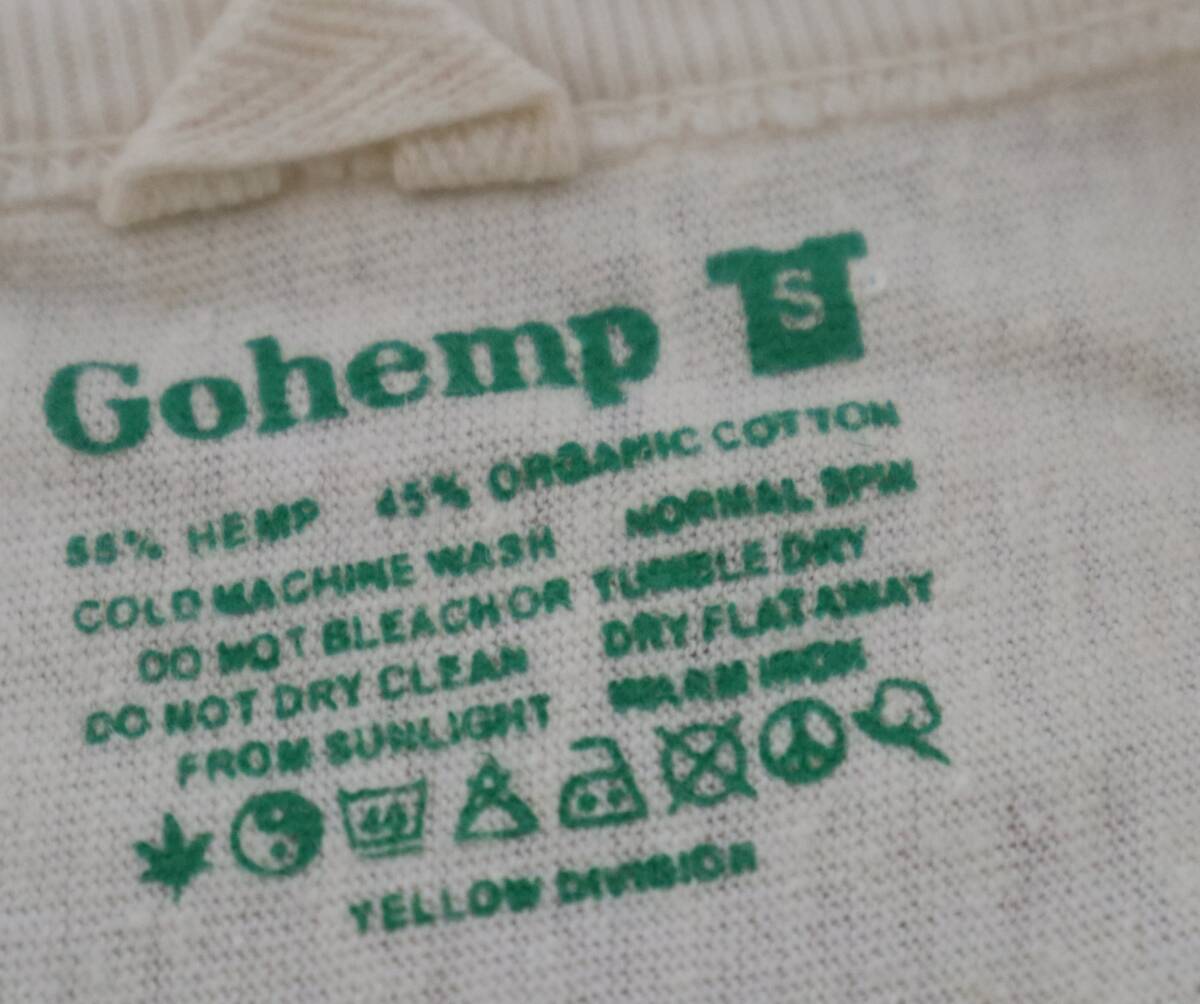 Gohemp S
55% HEMP 45% ORGANIC COTTON
COLD MACHINE WASH NORMAL SPIN
DO NOT BLEACH OR TUMBLE DRY
DO NOT DRY CLEAN DRY FLAT AWAY
FROM SUNLIGHT WARM IRON
40
YELLOW DIVISION